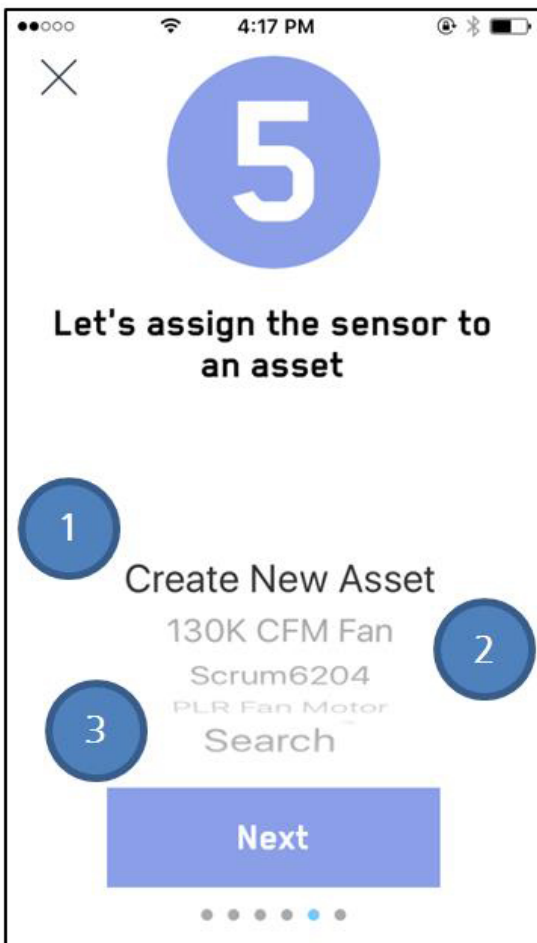 4:17 PM
5
Let's assign the sensor to
an asset
1
Create New Asset
130K CFM Fan
2
Scrum6204
PLR Fan Motor
3
Search
Next